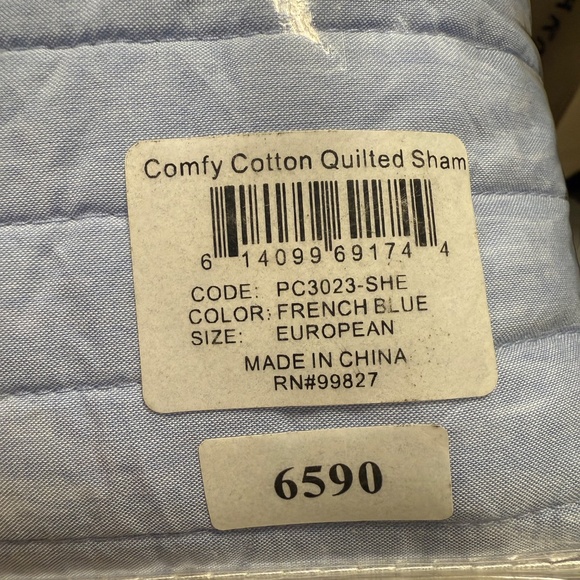 Comfy Cotton Quilted Sham
6 14099 69174 4
CODE: PC3023-SHE
COLOR: FRENCH BLUE
SIZE: EUROPEAN
MADE IN CHINA
RN#99827
6590